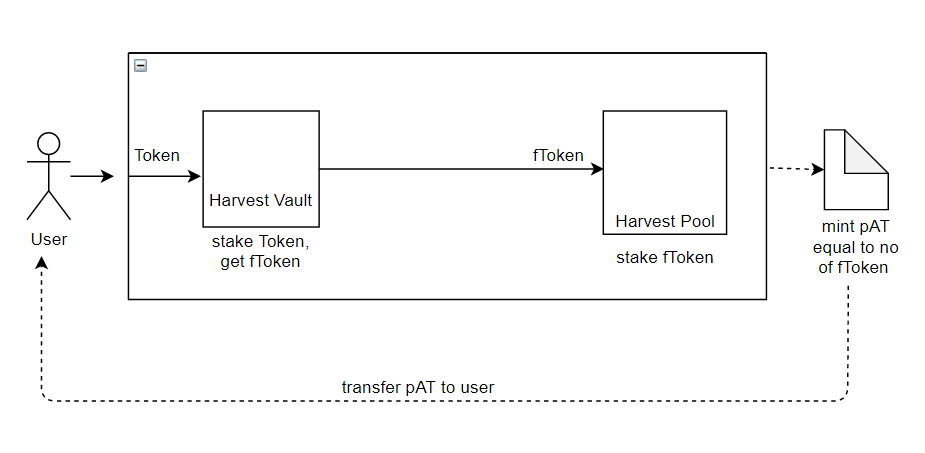 Token
fToken
Harvest Vault
Harvest Pool
User
stake Token,
get fToken
stake fToken
mint pAT
equal to no
of fToken
transfer pAT to user